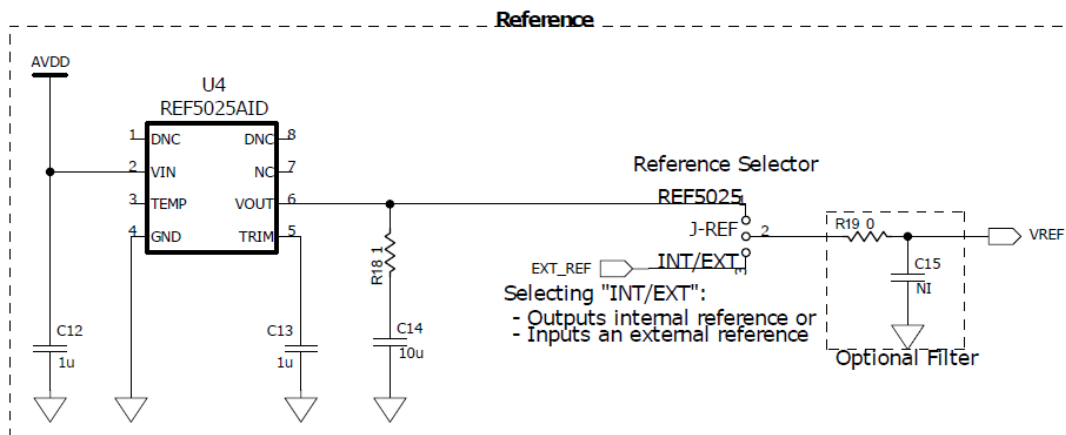 Reference
AVDD
U4
REF5025AID
1 DNC DNC 8
2 VIN NC 7
3 TEMP VOUT 6
4 GND TRIM 5
R18 1
C12
1u
C13
1u
C14
10u
Reference Selector
REF5025 1
J-REF 2
EXT_REF INT/EXT 3
Selecting "INT/EXT":
- Outputs internal reference or
- Inputs an external reference
R19 0
VREF
C15
NI
Optional Filter